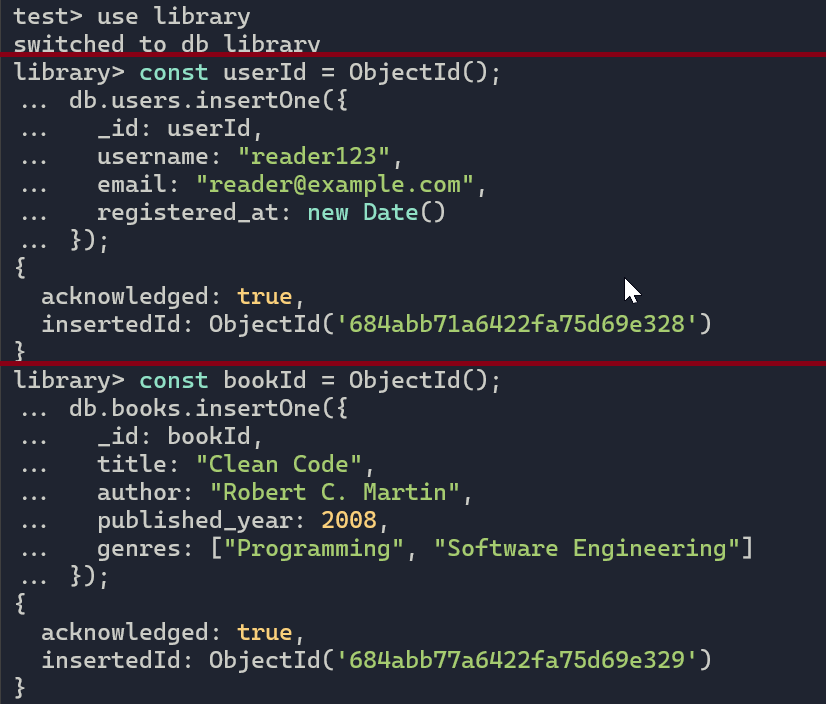 test> use library
switched to db library
library> const userId = ObjectId();
... db.users.insertOne({
...   _id: userId,
...   username: "reader123",
...   email: "reader@example.com",
...   registered_at: new Date()
... });
{
  acknowledged: true,
  insertedId: ObjectId('684abb71a6422fa75d69e328')
}
library> const bookId = ObjectId();
... db.books.insertOne({
...   _id: bookId,
...   title: "Clean Code",
...   author: "Robert C. Martin",
...   published_year: 2008,
...   genres: ["Programming", "Software Engineering"]
... });
{
  acknowledged: true,
  insertedId: ObjectId('684abb77a6422fa75d69e329')
}